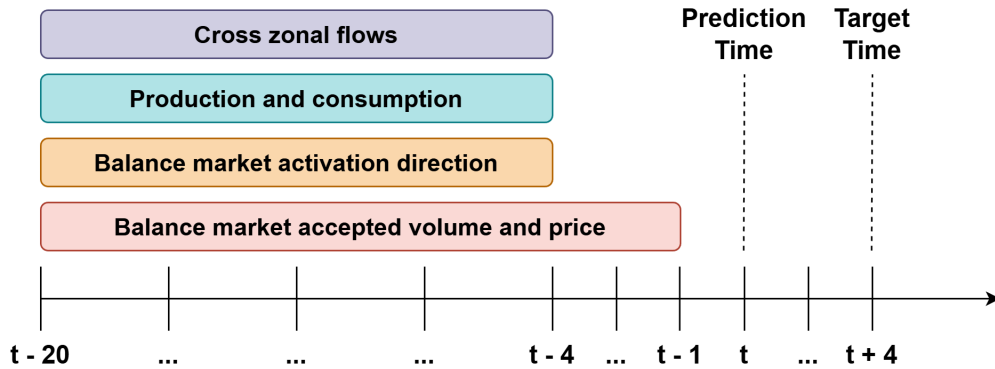 Cross zonal flows
Prediction
Time
Target
Time
Production and consumption
Balance market activation direction
Balance market accepted volume and price
t - 20
...
...
...
t - 4
...
t - 1
t
...
t + 4